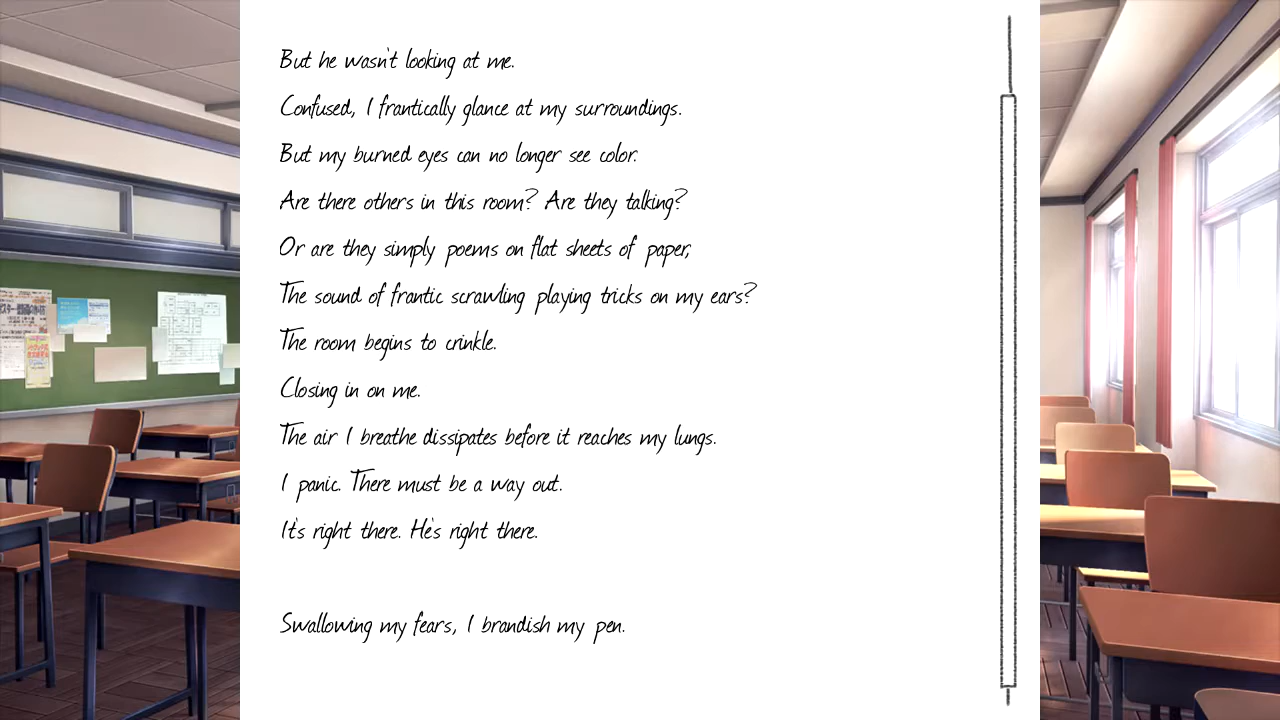 But he wasn't looking at me.
Confused, I frantically glance at my surroundings.
But my burned eyes can no longer see color.
Are there others in this room? Are they talking?
Or are they simply poems on flat sheets of paper,
The sound of frantic scrawling playing tricks on my ears?
The room begins to crinkle.
Closing in on me.
The air I breathe dissipates before it reaches my lungs.
I panic. There must be a way out.
It's right there. He's right there.
Swallowing my fears, I brandish my pen.